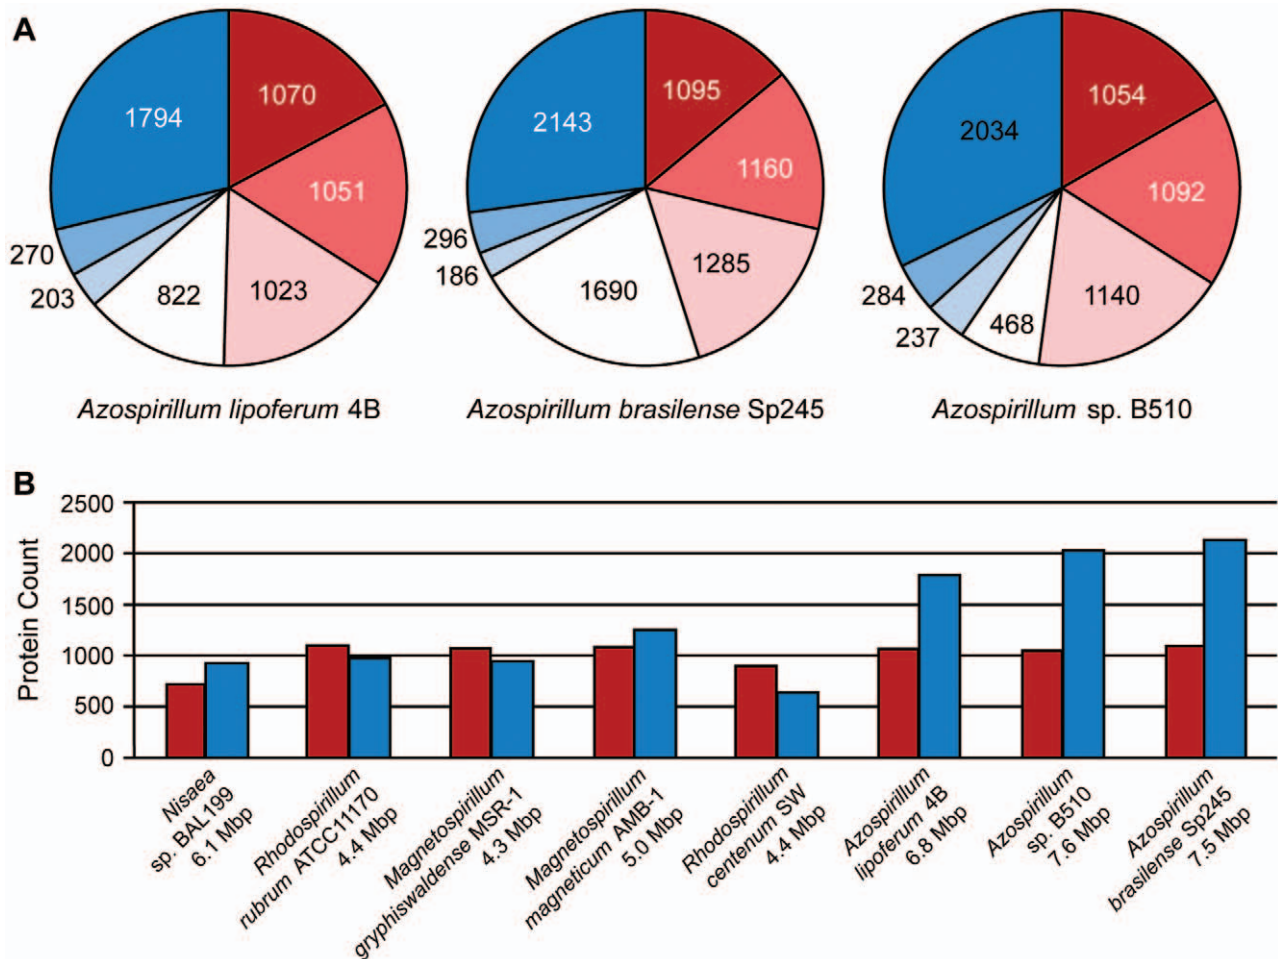 A
1794
1070
1051
1023
822
203
270
Azospirillum lipoferum 4B
2143
1095
1160
1285
1690
186
296
Azospirillum brasilense Sp245
2034
1054
1092
1140
468
237
284
Azospirillum sp. B510
B
Protein Count
2500
2000
1500
1000
500
0
Nisaea
sp. BAL199
6.1 Mbp
Rhodospirillum
rubrum ATCC11170
4.4 Mbp
Magnetospirillum
gryphiswaldense MSR-1
4.3 Mbp
Magnetospirillum
magneticum AMB-1
5.0 Mbp
Rhodospirillum
centenum SW
4.4 Mbp
Azospirillum
lipoferum 4B
6.8 Mbp
Azospirillum
sp. B510
7.6 Mbp
Azospirillum
brasilense Sp245
7.5 Mbp